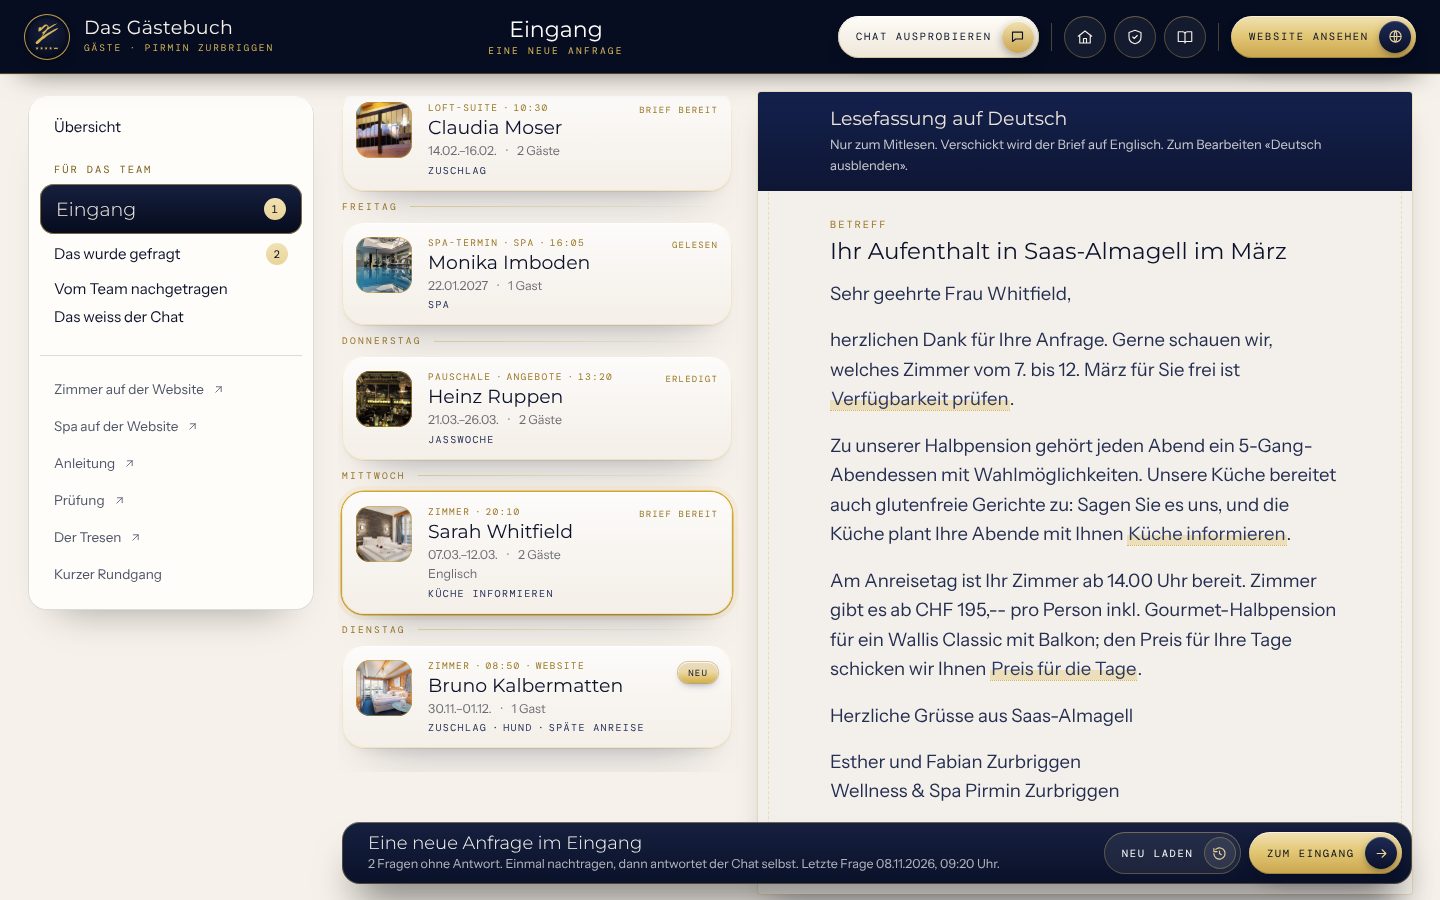 Das Gästebuch
GÄSTE · PIRMIN ZURBRIGGEN
Eingang
EINE NEUE ANFRAGE
CHAT AUSPROBIEREN
WEBSITE ANSEHEN
Übersicht
FÜR DAS TEAM
Eingang 1
Das wurde gefragt 2
Vom Team nachgetragen
Das weiss der Chat
Zimmer auf der Website
Spa auf der Website
Anleitung
Prüfung
Der Tresen
Kurzer Rundgang
LOFT-SUITE · 10:30
BRIEF BEREIT
Claudia Moser
14.02.–16.02. · 2 Gäste
ZUSCHLAG
FREITAG
SPA-TERMIN · SPA · 16:05
GELESEN
Monika Imboden
22.01.2027 · 1 Gast
SPA
DONNERSTAG
PAUSCHALE · ANGEBOTE · 13:20
ERLEDIGT
Heinz Ruppen
21.03.–26.03. · 2 Gäste
JASSWOCHE
MITTWOCH
ZIMMER · 20:10
BRIEF BEREIT
Sarah Whitfield
07.03.–12.03. · 2 Gäste
Englisch
KÜCHE INFORMIEREN
DIENSTAG
ZIMMER · 08:50 · WEBSITE
NEU
Bruno Kalbermatten
30.11.–01.12. · 1 Gast
ZUSCHLAG · HUND · SPÄTE ANREISE
Lesefassung auf Deutsch
Nur zum Mitlesen. Verschickt wird der Brief auf Englisch. Zum Bearbeiten «Deutsch
ausblenden».
BETREFF
Ihr Aufenthalt in Saas-Almagell im März
Sehr geehrte Frau Whitfield,
herzlichen Dank für Ihre Anfrage. Gerne schauen wir,
welches Zimmer vom 7. bis 12. März für Sie frei ist
Verfügbarkeit prüfen.
Zu unserer Halbpension gehört jeden Abend ein 5-Gang-
Abendessen mit Wahlmöglichkeiten. Unsere Küche bereitet
auch glutenfreie Gerichte zu: Sagen Sie es uns, und die
Küche plant Ihre Abende mit Ihnen Küche informieren.
Am Anreisetag ist Ihr Zimmer ab 14.00 Uhr bereit. Zimmer
gibt es ab CHF 195,-- pro Person inkl. Gourmet-Halbpension
für ein Wallis Classic mit Balkon; den Preis für Ihre Tage
schicken wir Ihnen Preis für die Tage.
Herzliche Grüsse aus Saas-Almagell
Esther und Fabian Zurbriggen
Wellness & Spa Pirmin Zurbriggen
Eine neue Anfrage im Eingang
2 Fragen ohne Antwort. Einmal nachtragen, dann antwortet der Chat selbst. Letzte Frage 08.11.2026, 09:20 Uhr.
NEU LADEN
ZUM EINGANG